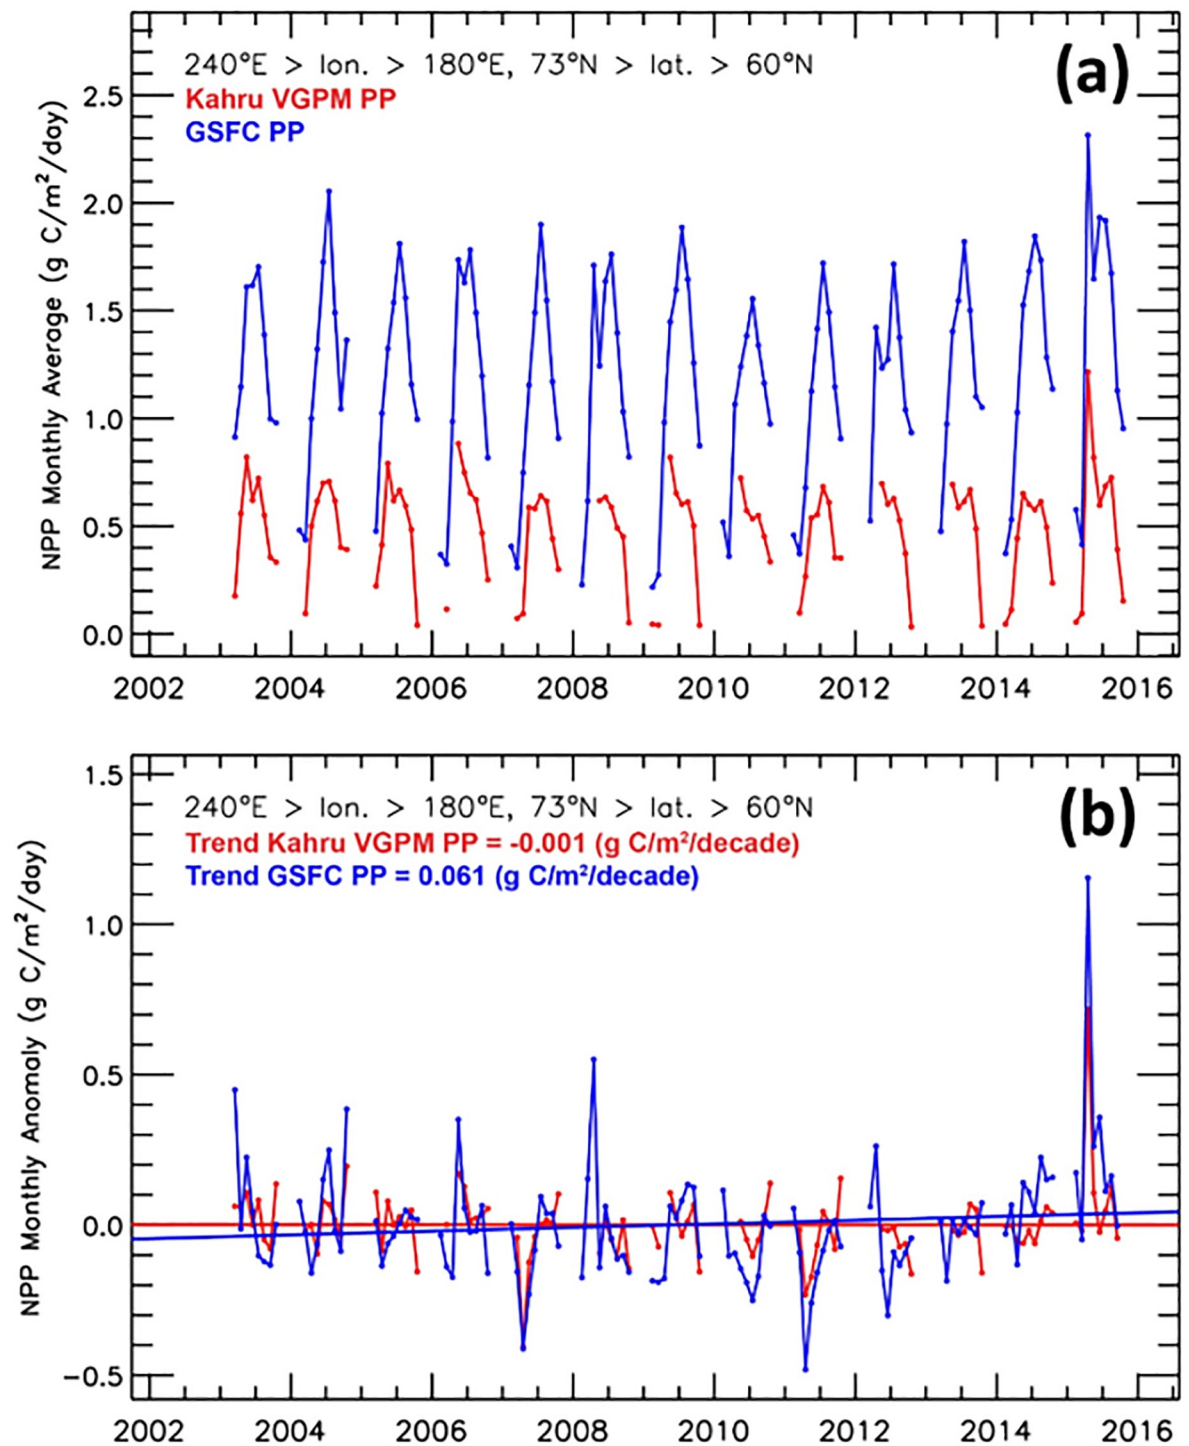 240°E > lon. > 180°E, 73°N > lat. > 60°N
(a)
Kahru VGPM PP
GSFC PP
NPP Monthly Average (g C/m²/day)
2.5
2.0
1.5
1.0
0.5
0.0
2002 2004 2006 2008 2010 2012 2014 2016
240°E > lon. > 180°E, 73°N > lat. > 60°N
(b)
Trend Kahru VGPM PP = -0.001 (g C/m²/decade)
Trend GSFC PP = 0.061 (g C/m²/decade)
NPP Monthly Anomaly (g C/m²/day)
1.5
1.0
0.5
0.0
-0.5
2002 2004 2006 2008 2010 2012 2014 2016